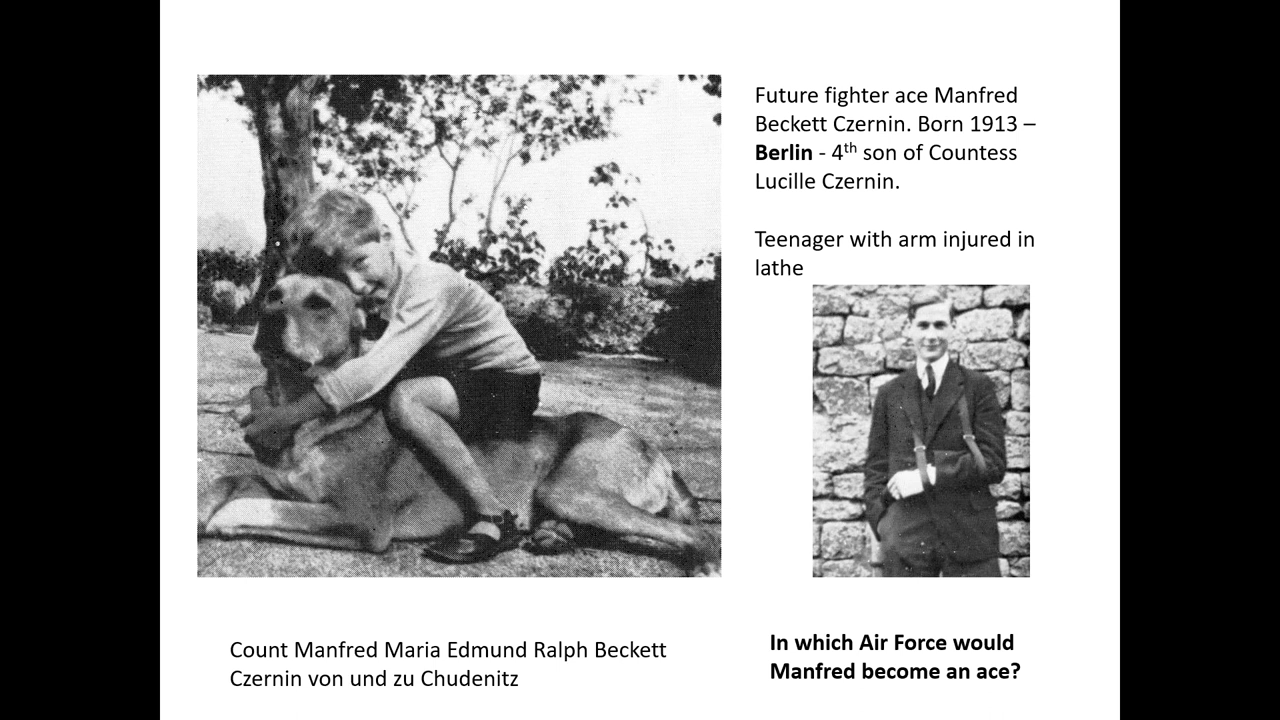 Future fighter ace Manfred
Beckett Czernin. Born 1913 –
Berlin - 4th son of Countess
Lucille Czernin.
Teenager with arm injured in
lathe
Count Manfred Maria Edmund Ralph Beckett
Czernin von und zu Chudenitz
In which Air Force would
Manfred become an ace?